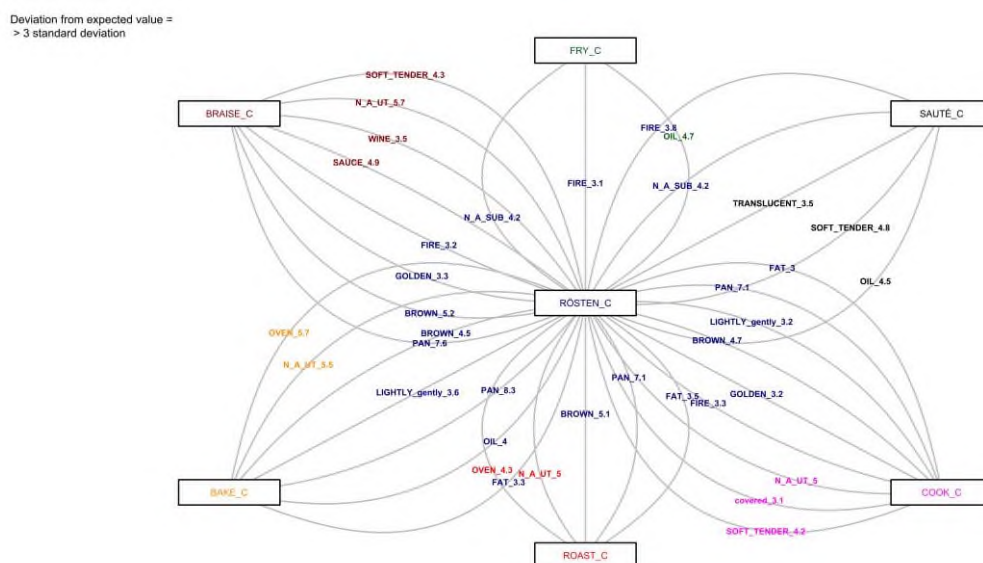 Deviation from expected value =
> 3 standard deviation
FRY_C
SOFT_TENDER_4.3
BRAISE_C
N_A_UT_5.7
SAUTÉ_C
FIRE_3.8
OIL_4.7
WINE_3.5
SAUCE_4.9
FIRE_3.1
N_A_SUB_4.2
TRANSLUCENT_3.5
N_A_SUB_4.2
SOFT_TENDER_4.8
FIRE_3.2
FAT_3
GOLDEN_3.3
OIL_4.5
PAN_7.1
RÖSTEN_C
BROWN_5.2
LIGHTLY_gently_3.2
OVEN_5.7
BROWN_4.5
BROWN_4.7
PAN_7.6
N_A_UT_5.5
PAN_7.1
LIGHTLY_gently_3.6
PAN_8.3
GOLDEN_3.2
FAT_3.5
FIRE_3.3
BROWN_5.1
OIL_4
OVEN_4.3
N_A_UT_5
FAT_3.3
N_A_UT_5
BAKE_C
COOK_C
covered_3.1
SOFT_TENDER_4.2
ROAST_C